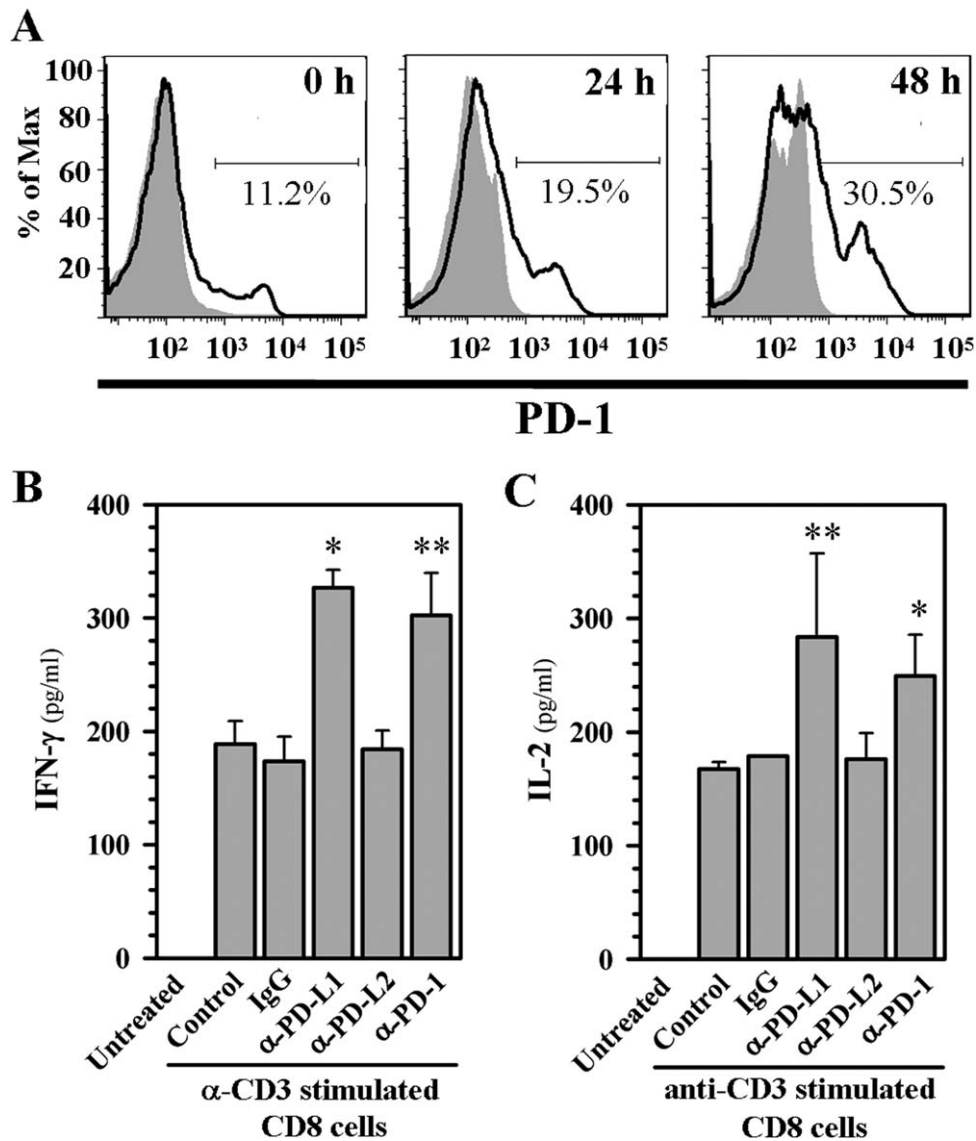 A
0 h
24 h
48 h
% of Max
100
80
60
40
20
11.2%
19.5%
30.5%
10² 10³ 10⁴ 10⁵
10² 10³ 10⁴ 10⁵
10² 10³ 10⁴ 10⁵
PD-1
B
IFN-γ (pg/ml)
400
300
200
100
0
*
**
Untreated
Control
IgG
α-PD-L1
α-PD-L2
α-PD-1
α-CD3 stimulated
CD8 cells
C
IL-2 (pg/ml)
400
300
200
100
0
**
*
Untreated
Control
IgG
α-PD-L1
α-PD-L2
α-PD-1
anti-CD3 stimulated
CD8 cells